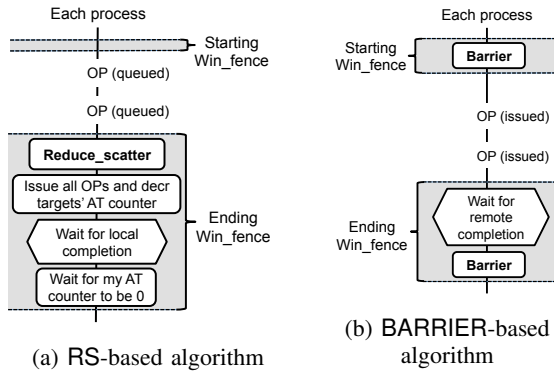 Each process
Starting
Win_fence
OP (queued)
OP (queued)
Reduce_scatter
Issue all OPs and decr
targets' AT counter
Wait for local
completion
Wait for my AT
counter to be 0
Ending
Win_fence
(a) RS-based algorithm
Each process
Starting
Win_fence
Barrier
OP (issued)
OP (issued)
Ending
Win_fence
Wait for
remote
completion
Barrier
(b) BARRIER-based
algorithm